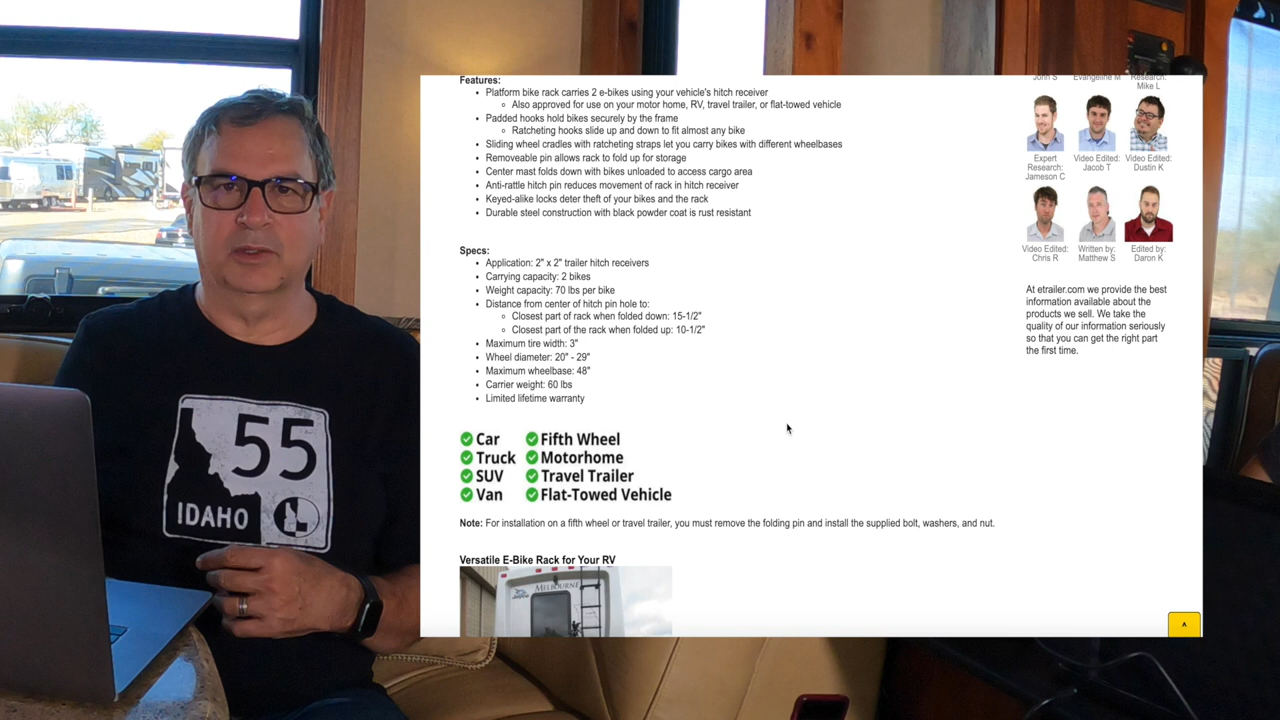 55
IDAHO
Features:
Platform bike rack carries 2 e-bikes using your vehicle's hitch receiver
Also approved for use on your motor home, RV, travel trailer, or flat-towed vehicle
Padded hooks hold bikes securely by the frame
Ratcheting hooks slide up and down to fit almost any bike
Sliding wheel cradles with ratcheting straps let you carry bikes with different wheelbases
Removeable pin allows rack to fold up for storage
Center mast folds down with bikes unloaded to access cargo area
Anti-rattle hitch pin reduces movement of rack in hitch receiver
Keyed-alike locks deter theft of your bikes and the rack
Durable steel construction with black powder coat is rust resistant
Specs:
Application: 2" x 2" trailer hitch receivers
Carrying capacity: 2 bikes
Weight capacity: 70 lbs per bike
Distance from center of hitch pin hole to:
Closest part of rack when folded down: 15-1/2"
Closest part of the rack when folded up: 10-1/2"
Maximum tire width: 3"
Wheel diameter: 20" - 29"
Maximum wheelbase: 48"
Carrier weight: 60 lbs
Limited lifetime warranty
Car Fifth Wheel
Truck Motorhome
SUV Travel Trailer
Van Flat-Towed Vehicle
Note: For installation on a fifth wheel or travel trailer, you must remove the folding pin and install the supplied bolt, washers, and nut.
Versatile E-Bike Rack for Your RV
MELBOURNE
Jayco
John S Evangeline M Research:
Mike L
Expert Video Edited: Video Edited:
Research: Jacob T Dustin K
Jameson C
Video Edited: Written by: Edited by:
Chris R Matthew S Daron K
At etrailer.com we provide the best
information available about the
products we sell. We take the
quality of our information seriously
so that you can get the right part
the first time.